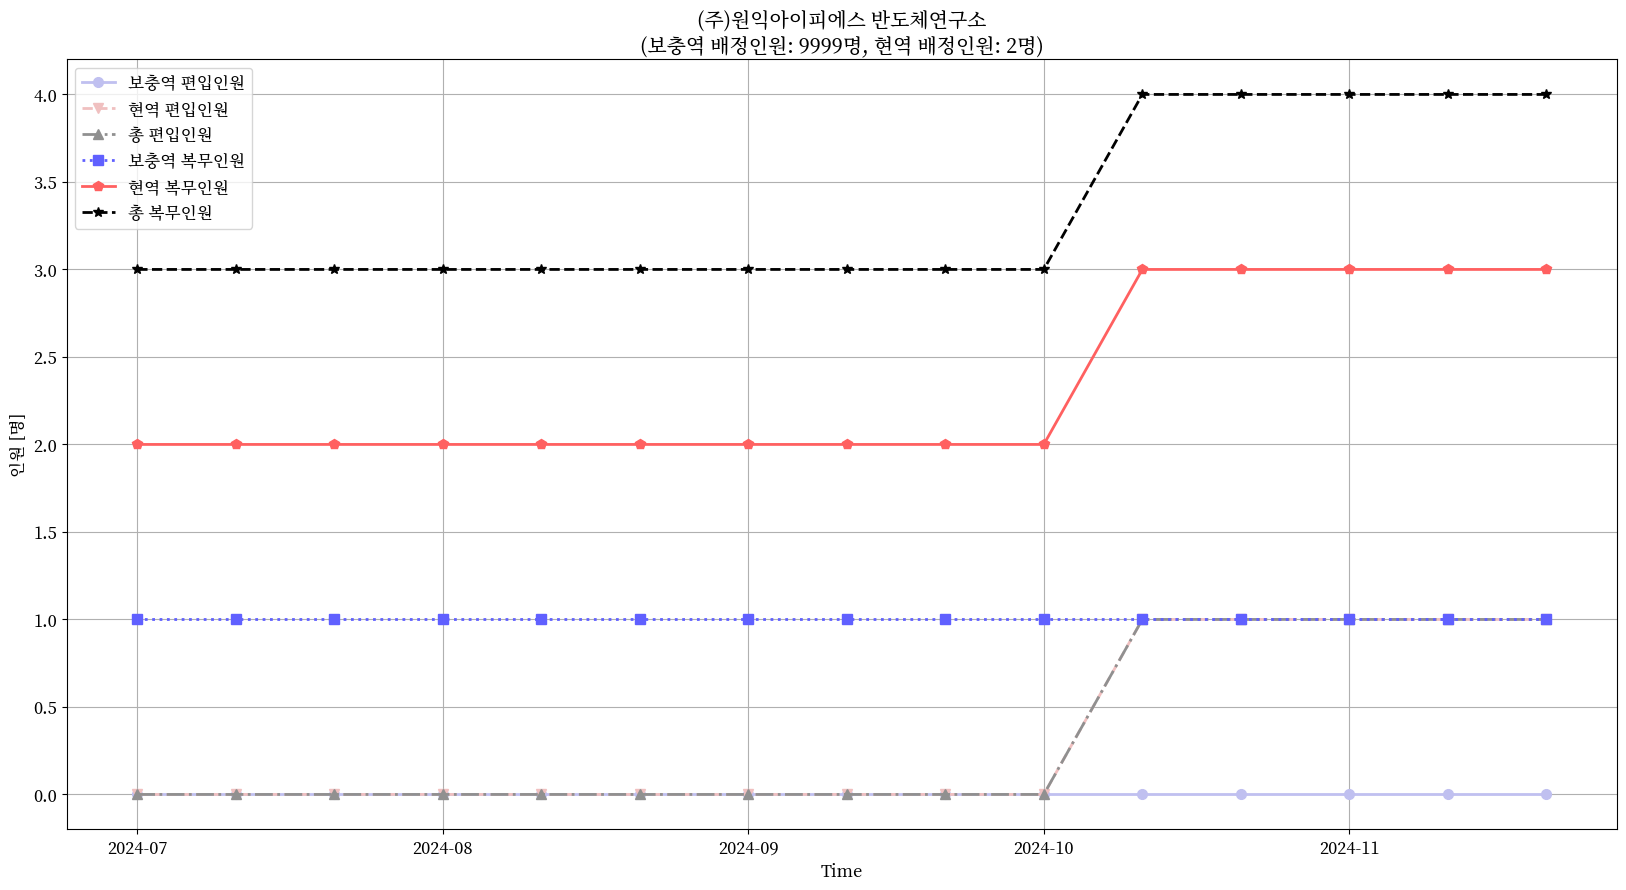 (주)원익아이피에스 반도체연구소
(보충역 배정인원: 9999명, 현역 배정인원: 2명)
보충역 편입인원
현역 편입인원
총 편입인원
보충역 복무인원
현역 복무인원
총 복무인원
4.0
3.5
3.0
2.5
2.0
1.5
1.0
0.5
0.0
인원 [명]
2024-07
2024-08
2024-09
2024-10
2024-11
Time